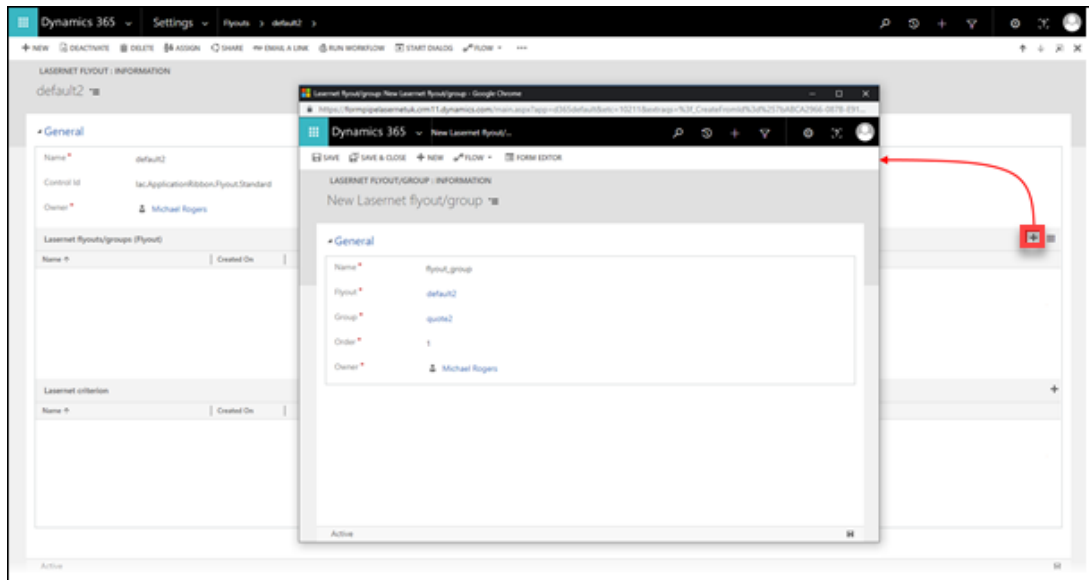 Dynamics 365 Settings Flyouts > default2 >
+ NEW DEACTIVATE DELETE ASSIGN SHARE EMAIL A LINK RUN WORKFLOW START DIALOG FLOW
LASERNET FLYOUT : INFORMATION
default2
General
Name * default2
Control Id lac.ApplicationRibbon.Flyout.Standard
Owner * Michael Rogers
Lasernet flyouts/groups (Flyout)
Name ↑ Created On
Lasernet criterion
Name ↑ Created On
Active
Lasernet flyout/group: New Lasernet flyout/group - Google Chrome
Dynamics 365 New Lasernet flyout/...
SAVE SAVE & CLOSE + NEW FLOW FORM EDITOR
LASERNET FLYOUT/GROUP : INFORMATION
New Lasernet flyout/group
General
Name * flyout_group
Flyout * default2
Group * quote2
Order * 1
Owner * Michael Rogers
Active